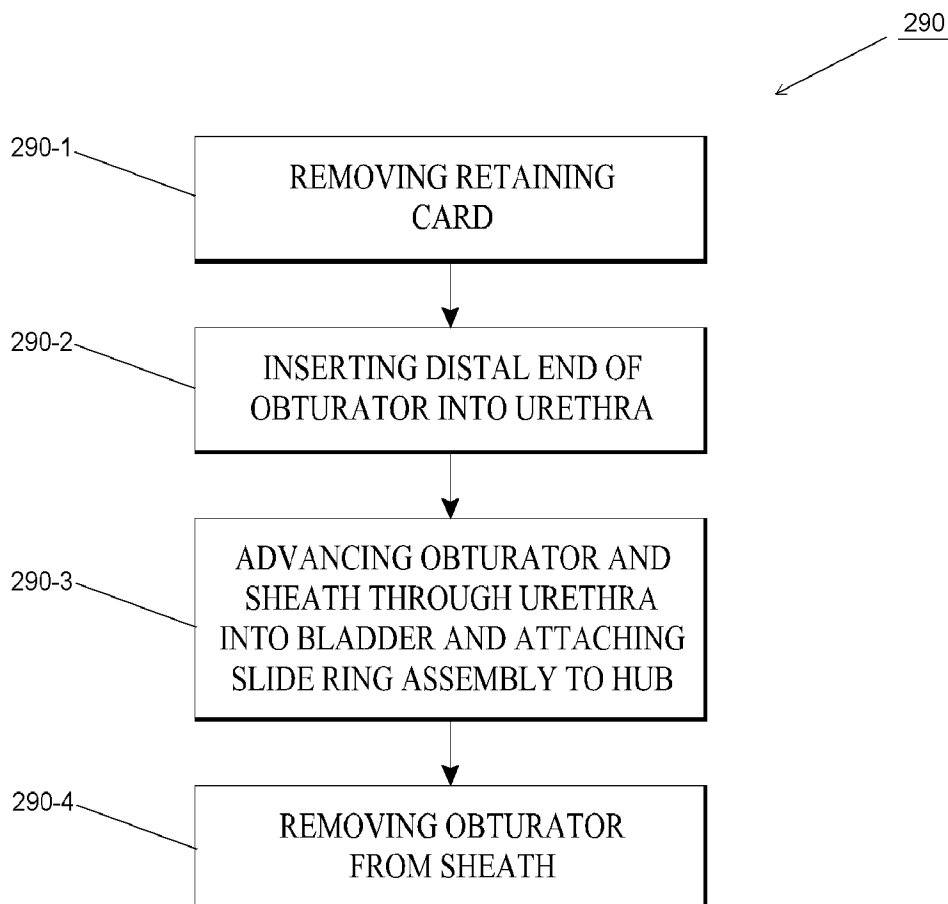 290
290-1
REMOVING RETAINING
CARD
290-2
INSERTING DISTAL END OF
OBTURATOR INTO URETHRA
290-3
ADVANCING OBTURATOR AND
SHEATH THROUGH URETHRA
INTO BLADDER AND ATTACHING
SLIDE RING ASSEMBLY TO HUB
290-4
REMOVING OBTURATOR
FROM SHEATH